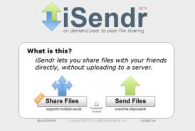 iSendr
BETA
on demand peer to peer file sharing
What is this?
iSendr lets you share files with your friends
directly, without uploading to a server.
Share Files
Send Files